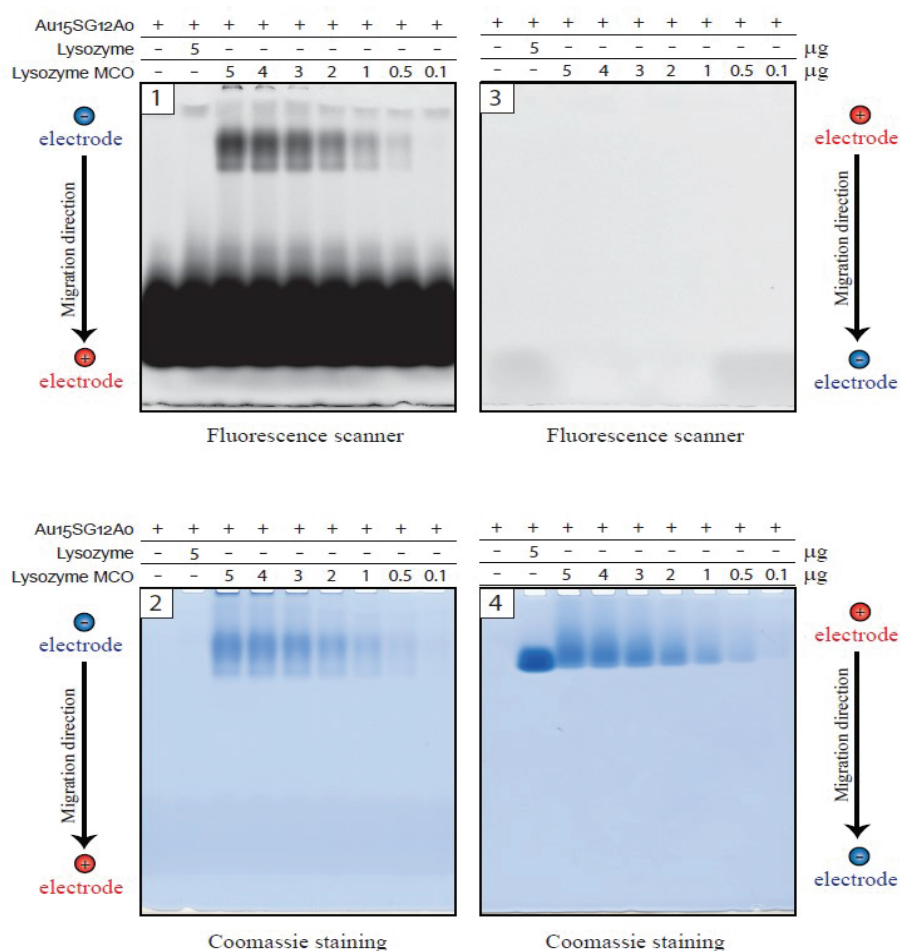 Au15SG12A0 + + + + + + + + +
Lysozyme – 5 – – – – – – –
Lysozyme MCO – – 5 4 3 2 1 0.5 0.1
1
–
electrode
Migration direction
+
electrode
Fluorescence scanner
+ + + + + + + + +
– 5 – – – – – – – µg
– – 5 4 3 2 1 0.5 0.1 µg
3
+
electrode
Migration direction
–
electrode
Fluorescence scanner
Au15SG12A0 + + + + + + + + +
Lysozyme – 5 – – – – – – –
Lysozyme MCO – – 5 4 3 2 1 0.5 0.1
2
–
electrode
Migration direction
+
electrode
Coomassie staining
+ + + + + + + + +
– 5 – – – – – – – µg
– – 5 4 3 2 1 0.5 0.1 µg
4
+
electrode
Migration direction
–
electrode
Coomassie staining